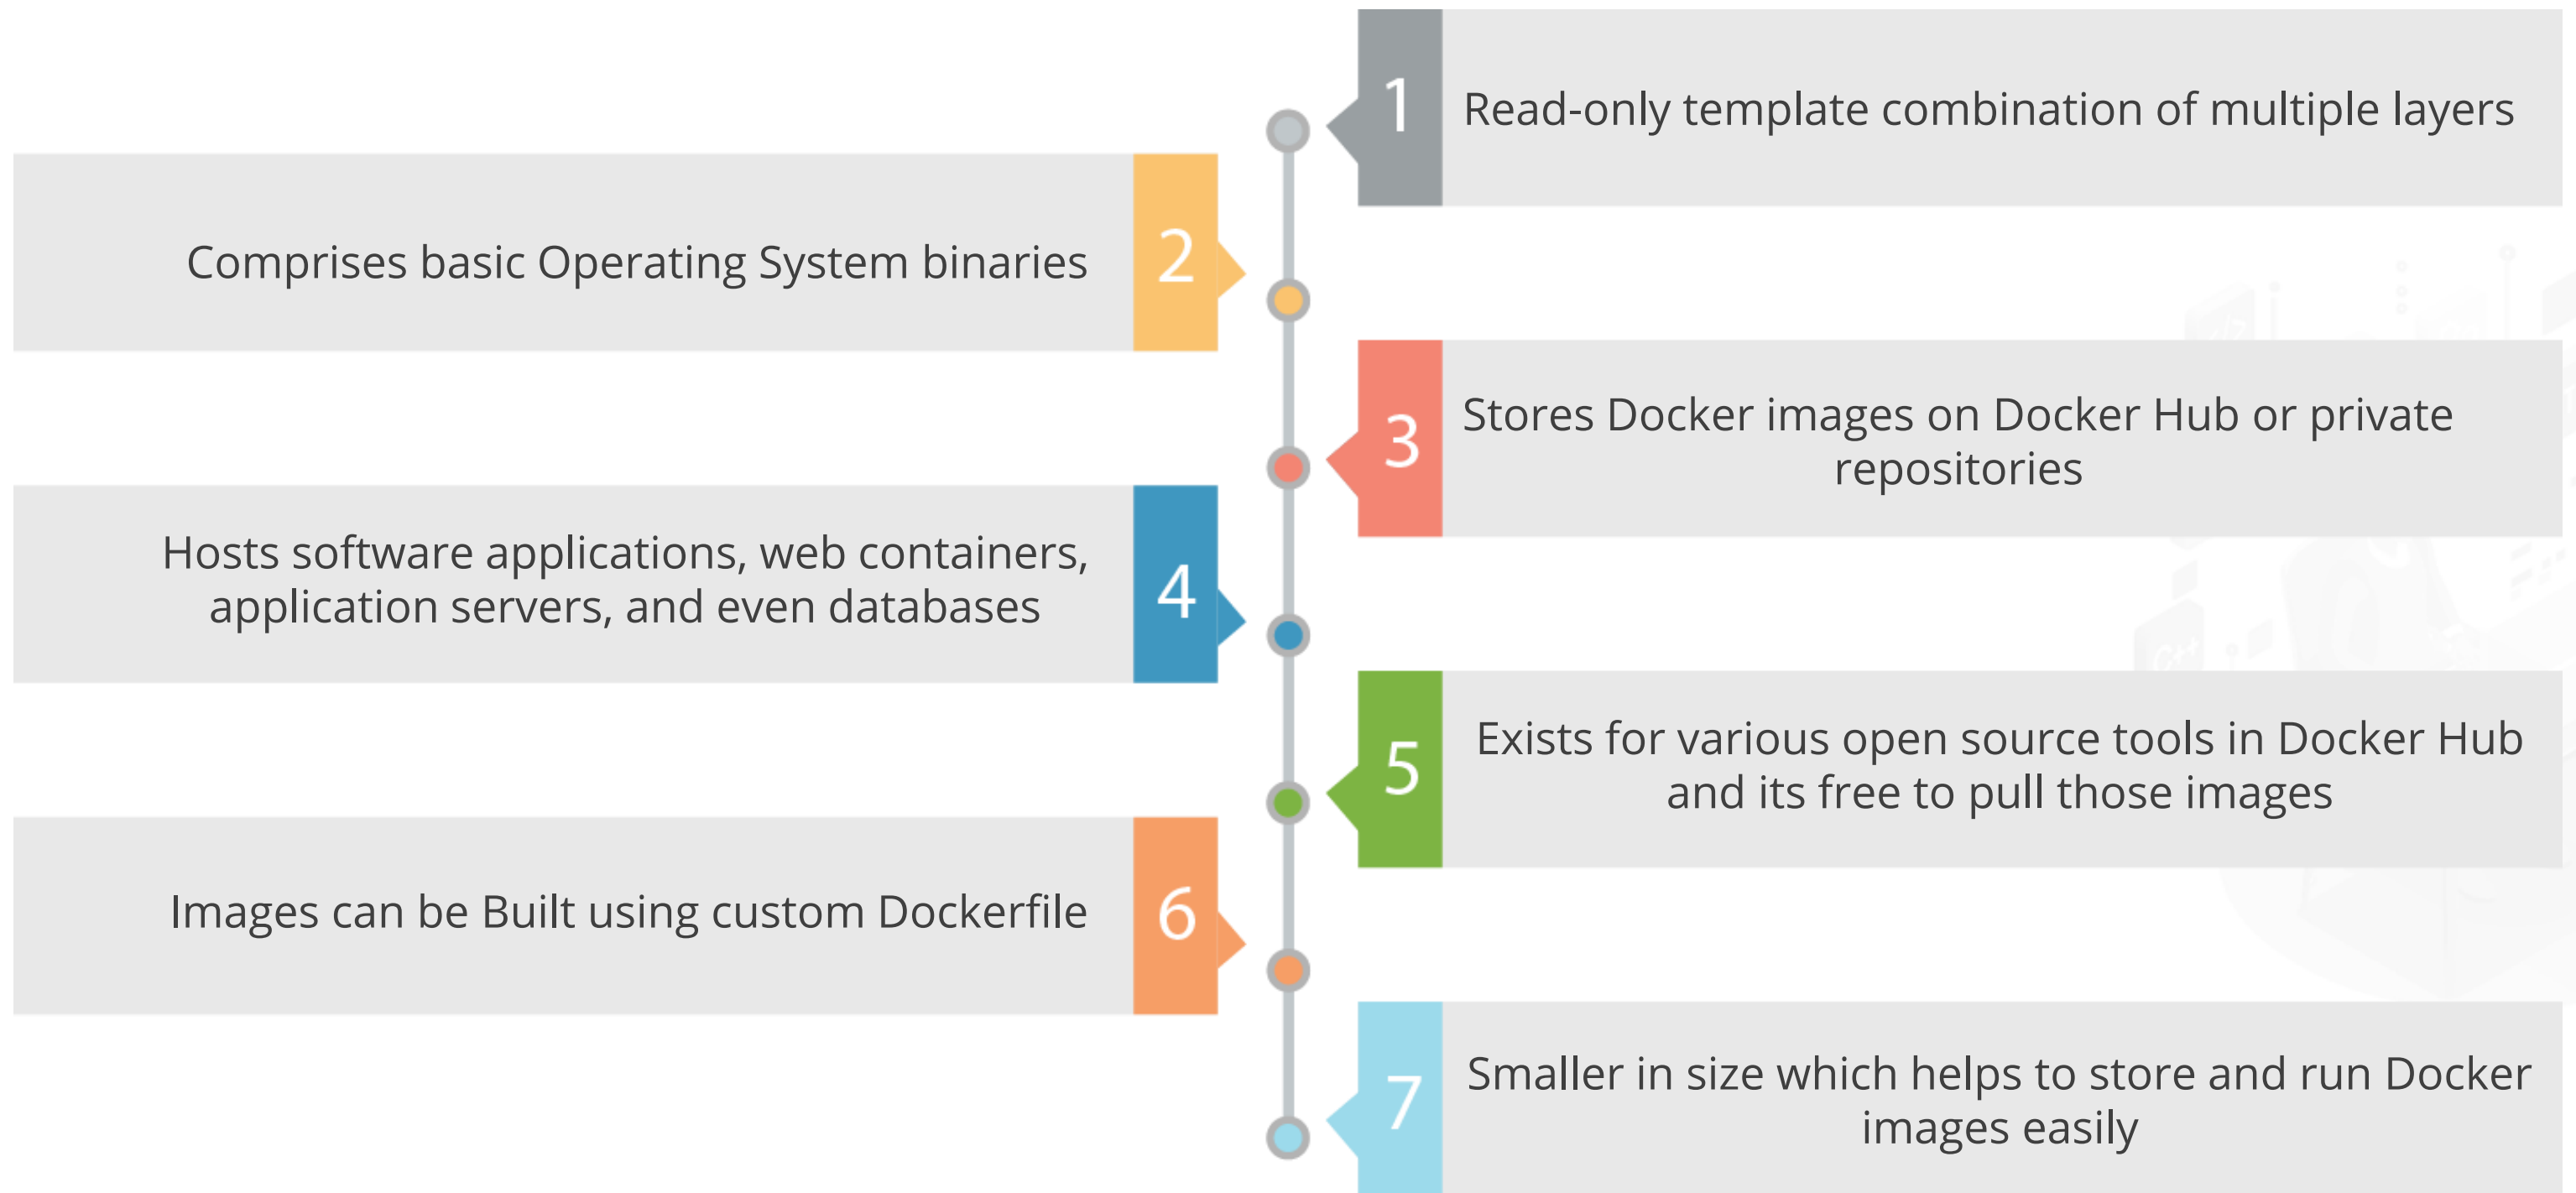 1
Read-only template combination of multiple layers
2
Comprises basic Operating System binaries
3
Stores Docker images on Docker Hub or private
repositories
4
Hosts software applications, web containers,
application servers, and even databases
5
Exists for various open source tools in Docker Hub
and its free to pull those images
6
Images can be Built using custom Dockerfile
7
Smaller in size which helps to store and run Docker
images easily
<//>
C++